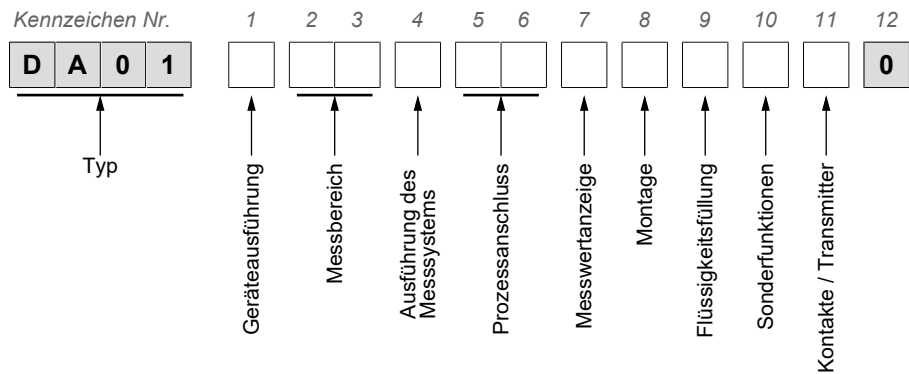 Kennzeichen Nr. 1 2 3 4 5 6 7 8 9 10 11 12
D A 0 1 0
Typ
Geräteausführung
Messbereich
Ausführung des
Messsystems
Prozessanschluss
Messwertanzeige
Montage
Flüssigkeitsfüllung
Sonderfunktionen
Kontakte / Transmitter